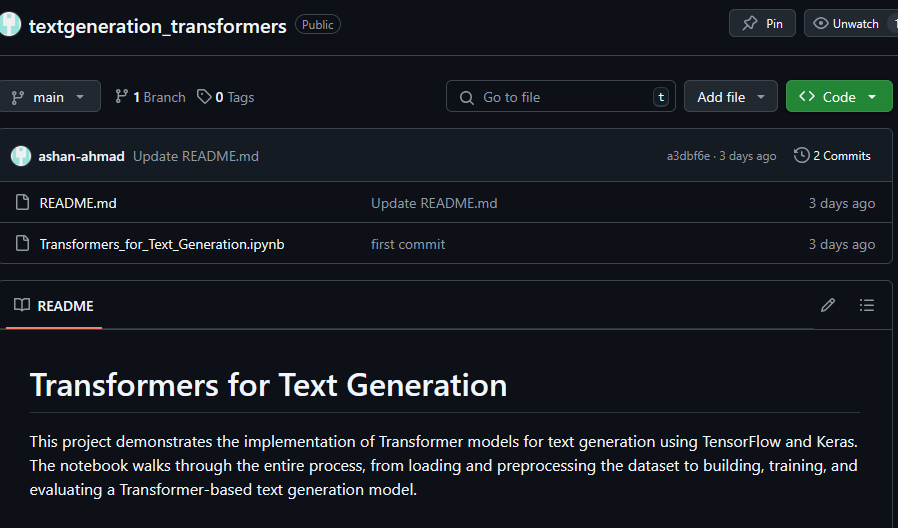 textgeneration_transformers Public Pin Unwatch 1
main 1 Branch 0 Tags Go to file t Add file Code
ashan-ahmad Update README.md a3dbf6e · 3 days ago 2 Commits
README.md Update README.md 3 days ago
Transformers_for_Text_Generation.ipynb first commit 3 days ago
README
Transformers for Text Generation
This project demonstrates the implementation of Transformer models for text generation using TensorFlow and Keras.
The notebook walks through the entire process, from loading and preprocessing the dataset to building, training, and
evaluating a Transformer-based text generation model.